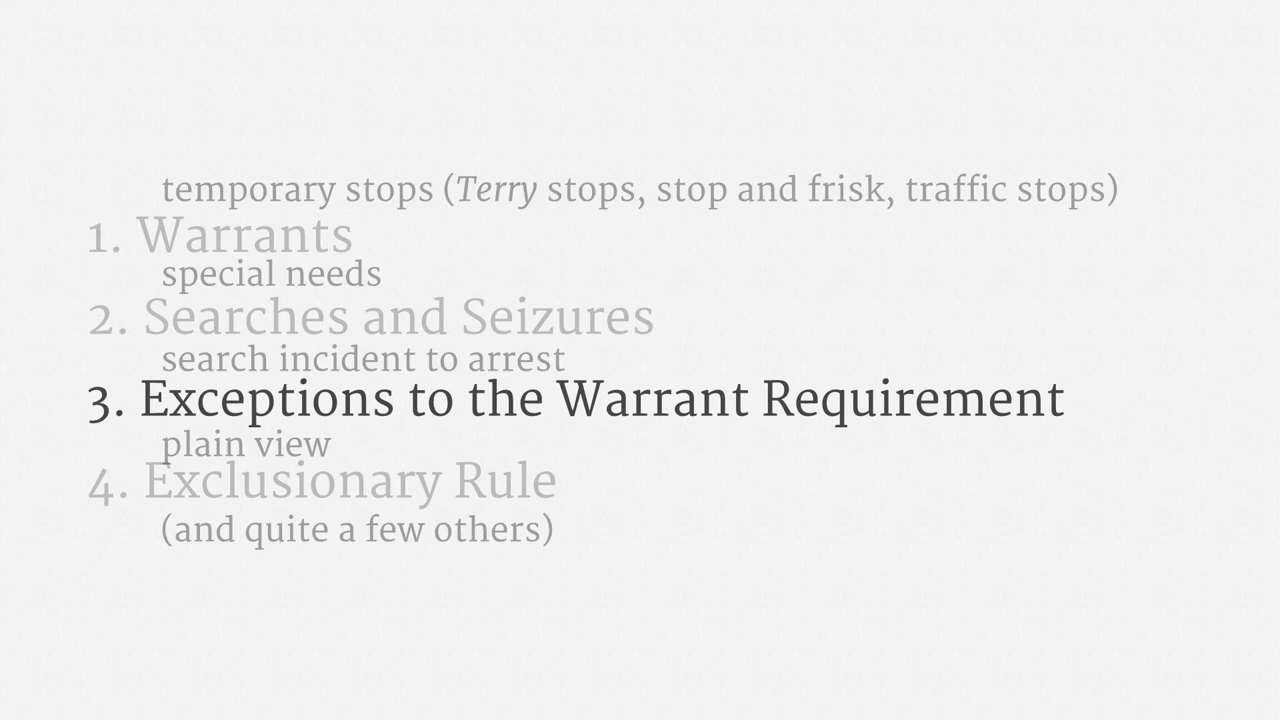 temporary stops (Terry stops, stop and frisk, traffic stops)
1. Warrants
special needs
2. Searches and Seizures
search incident to arrest
3. Exceptions to the Warrant Requirement
plain view
4. Exclusionary Rule
(and quite a few others)